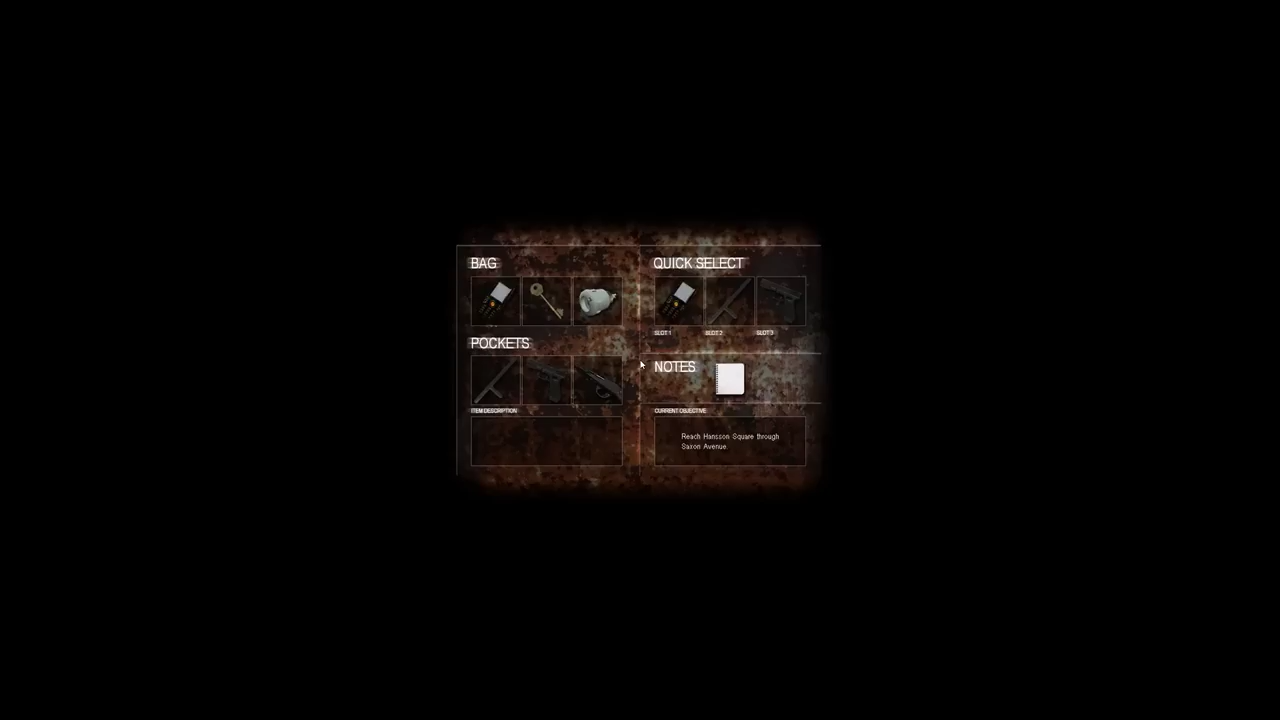 BAG
QUICK SELECT
SLOT 1
SLOT 2
SLOT 3
POCKETS
NOTES
ITEM DESCRIPTION
CURRENT OBJECTIVE
Reach Hansson Square through
Saxon Avenue.